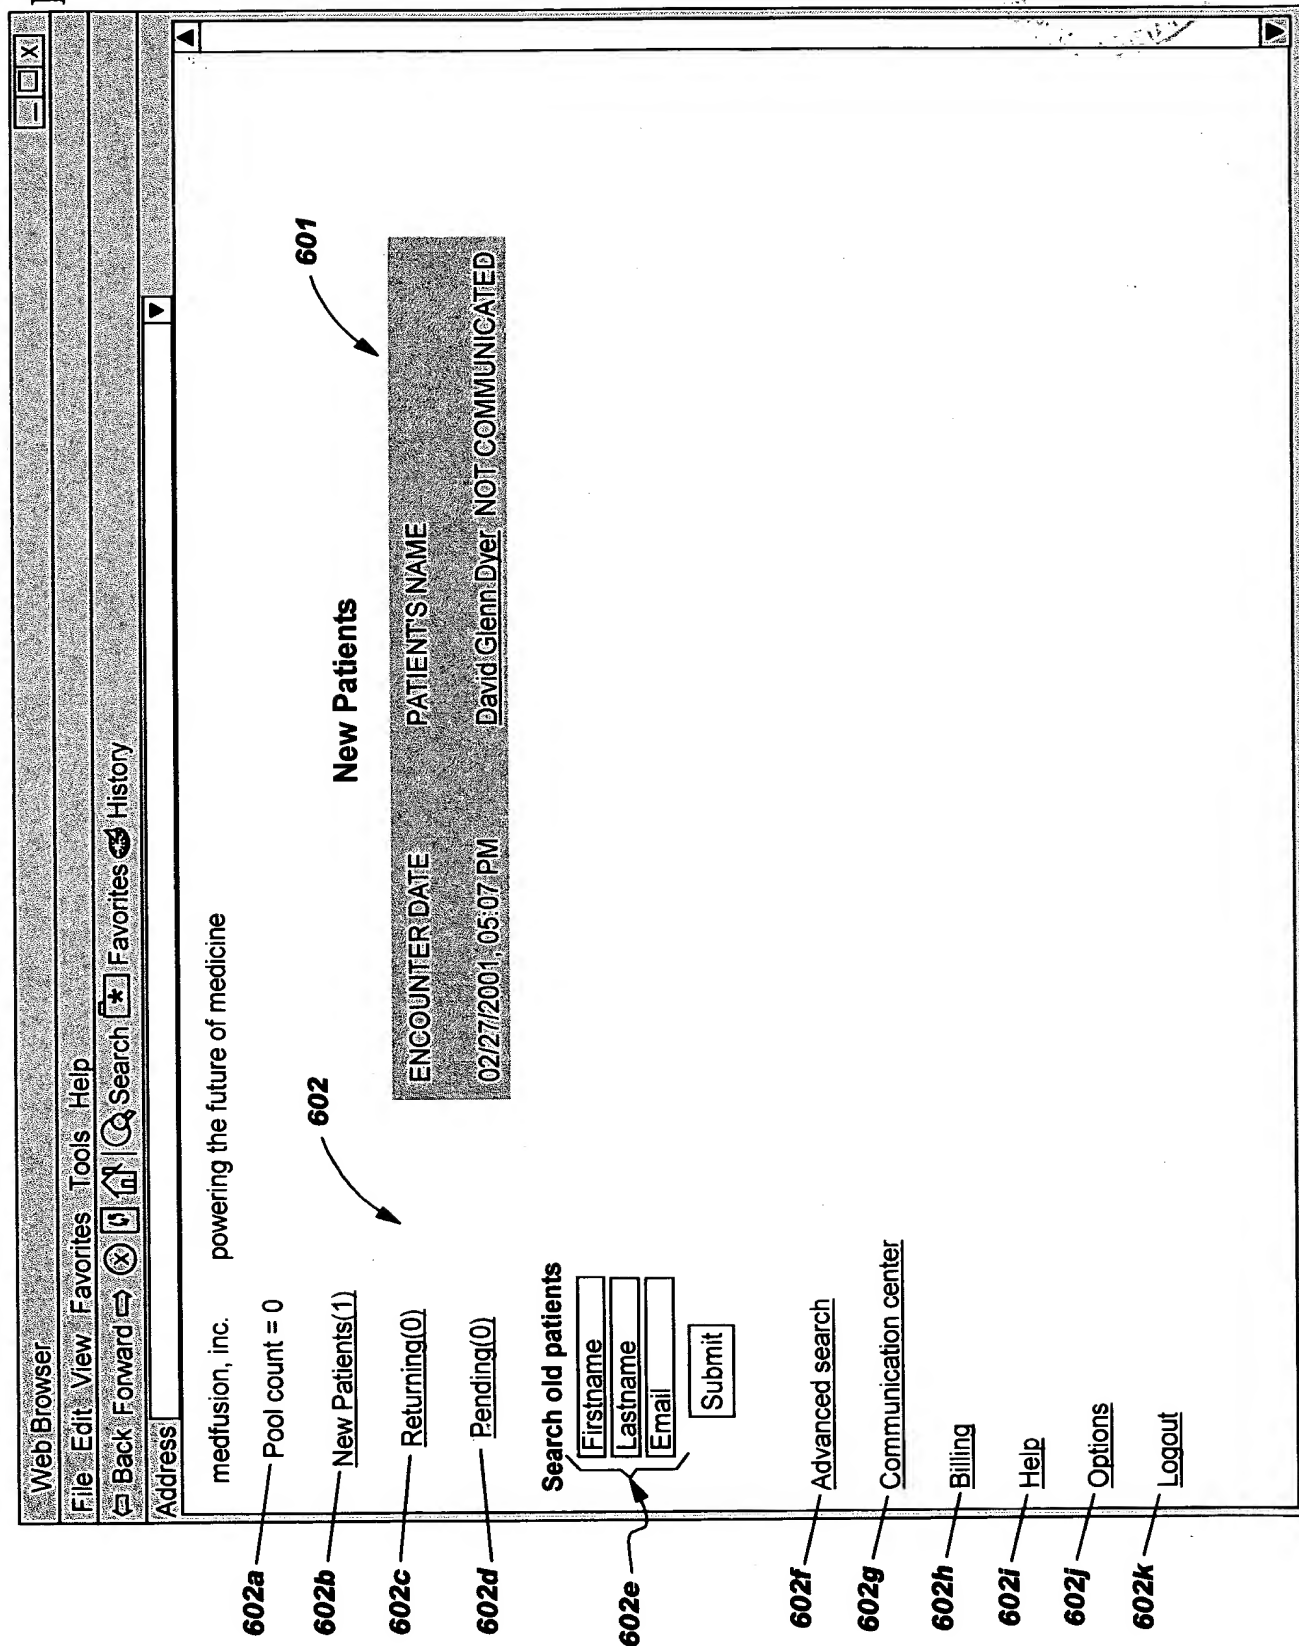 Web Browser
File Edit View Favorites Tools Help
Back Forward Search Favorites History
Address
medfusion, inc. powering the future of medicine
602a
Pool count = 0
602b
New Patients(1)
602c
Returning(0)
602d
Pending(0)
602
Search old patients
602e
Firstname
Lastname
Email
Submit
602f
Advanced search
602g
Communication center
602h
Billing
602i
Help
602j
Options
602k
Logout
New Patients
601
ENCOUNTER DATE PATIENT'S NAME
02/27/2001, 05:07 PM David Glenn Dyer NOT COMMUNICATED